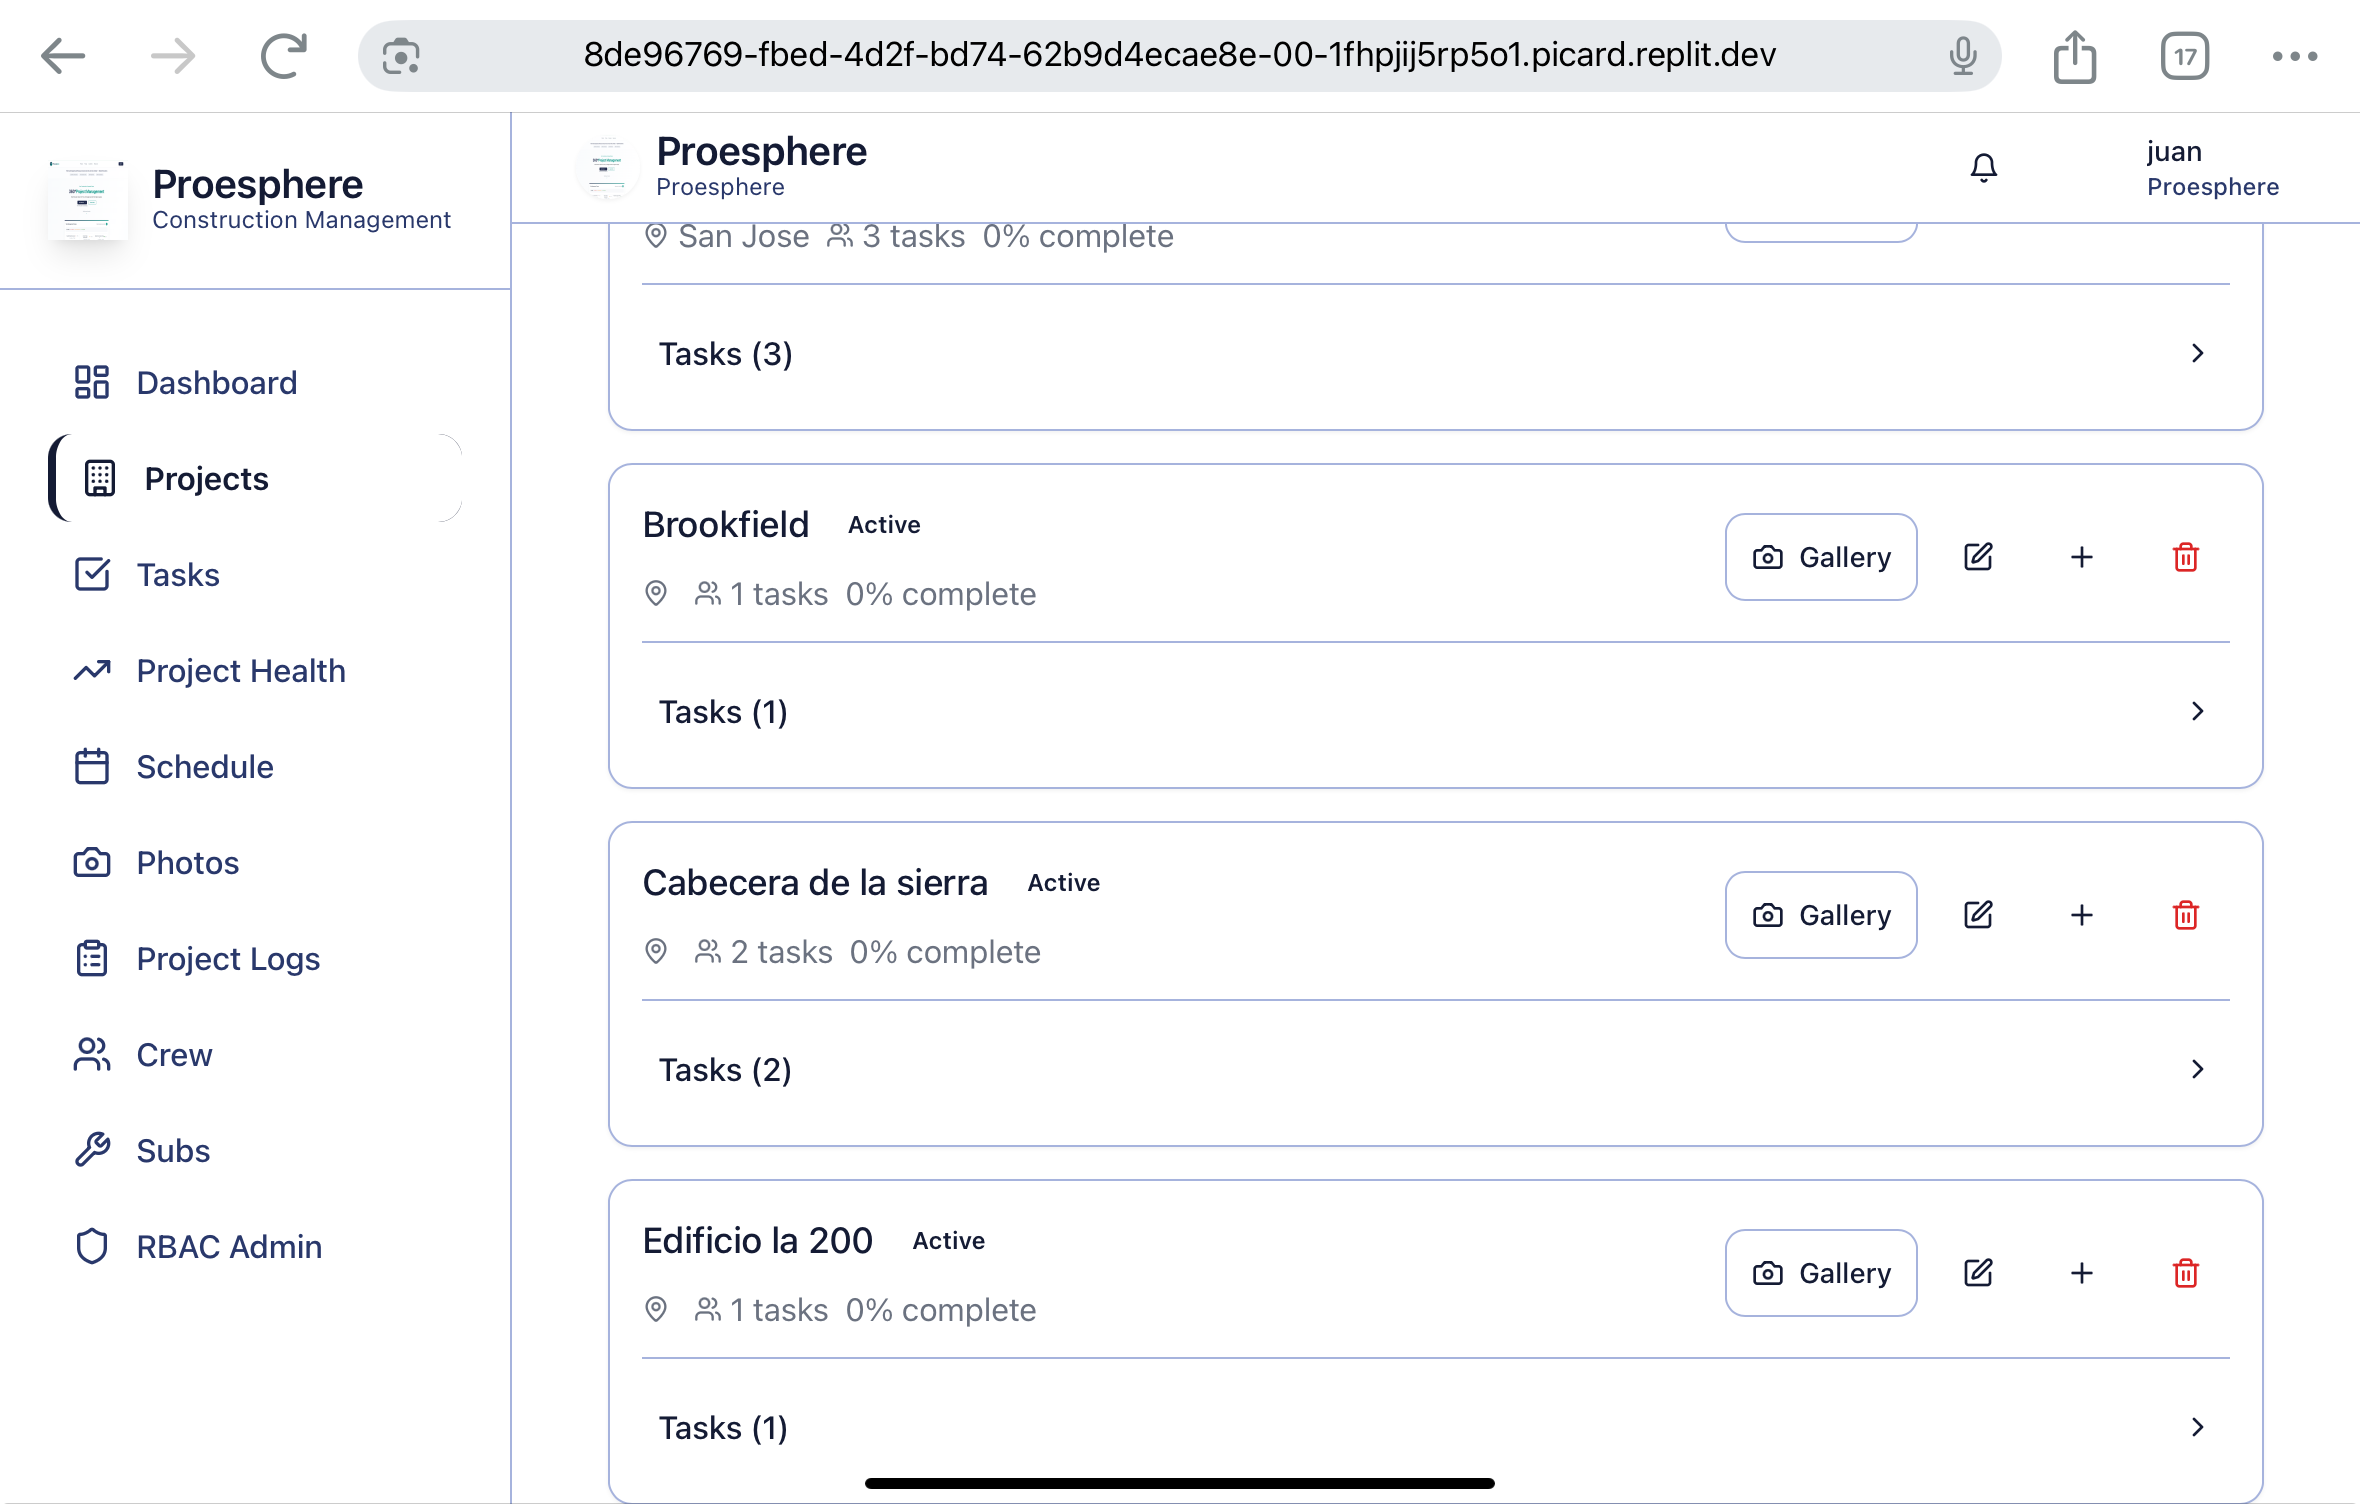 8de96769-fbed-4d2f-bd74-62b9d4ecae8e-00-1fhpjij5rp5o1.picard.replit.dev
17
Proesphere
Construction Management
Dashboard
Projects
Tasks
Project Health
Schedule
Photos
Project Logs
Crew
Subs
RBAC Admin
Proesphere
Proesphere
juan
Proesphere
San Jose 3 tasks 0% complete
Tasks (3)
Brookfield Active
Gallery
1 tasks 0% complete
Tasks (1)
Cabecera de la sierra Active
Gallery
2 tasks 0% complete
Tasks (2)
Edificio la 200 Active
Gallery
1 tasks 0% complete
Tasks (1)